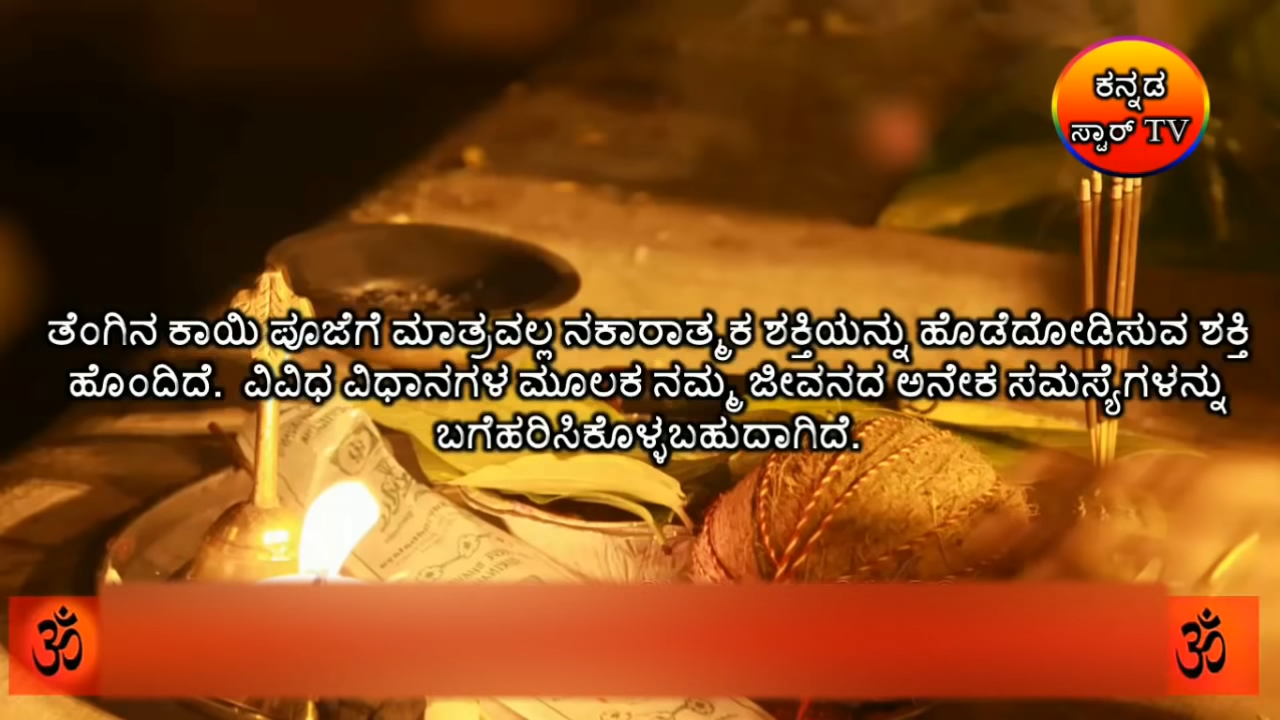 ಕನ್ನಡ
ಸ್ಟಾರ್ TV
ತೆಂಗಿನ ಕಾಯಿ ಪೂಜೆಗೆ ಮಾತ್ರವಲ್ಲ ನಕಾರಾತ್ಮಕ ಶಕ್ತಿಯನ್ನು ಹೊಡೆದೋಡಿಸುವ ಶಕ್ತಿ
ಹೊಂದಿದೆ. ವಿವಿಧ ವಿಧಾನಗಳ ಮೂಲಕ ನಮ್ಮ ಜೀವನದ ಅನೇಕ ಸಮಸ್ಯೆಗಳನ್ನು
ಬಗೆಹರಿಸಿಕೊಳ್ಳಬಹುದಾಗಿದೆ.
ॐ ॐ